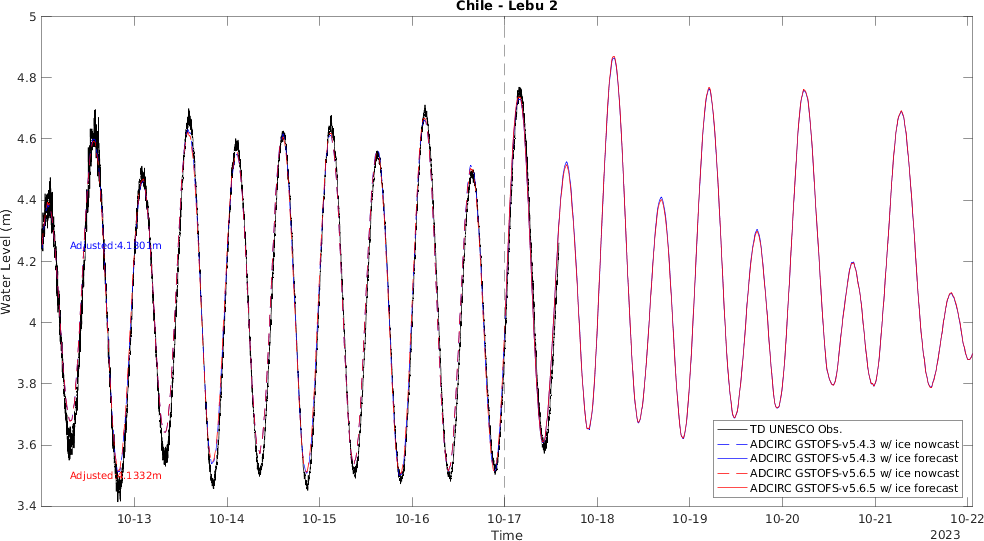 Chile - Lebu 2
5
4.8
4.6
4.4
4.2
4
3.8
3.6
3.4
Water Level (m)
Adjusted:4.1301m
Adjusted:4.1332m
TD UNESCO Obs.
ADCIRC GSTOFS-v5.4.3 w/ ice nowcast
ADCIRC GSTOFS-v5.4.3 w/ ice forecast
ADCIRC GSTOFS-v5.6.5 w/ ice nowcast
ADCIRC GSTOFS-v5.6.5 w/ ice forecast
10-13 10-14 10-15 10-16 10-17 10-18 10-19 10-20 10-21 10-22
Time
2023